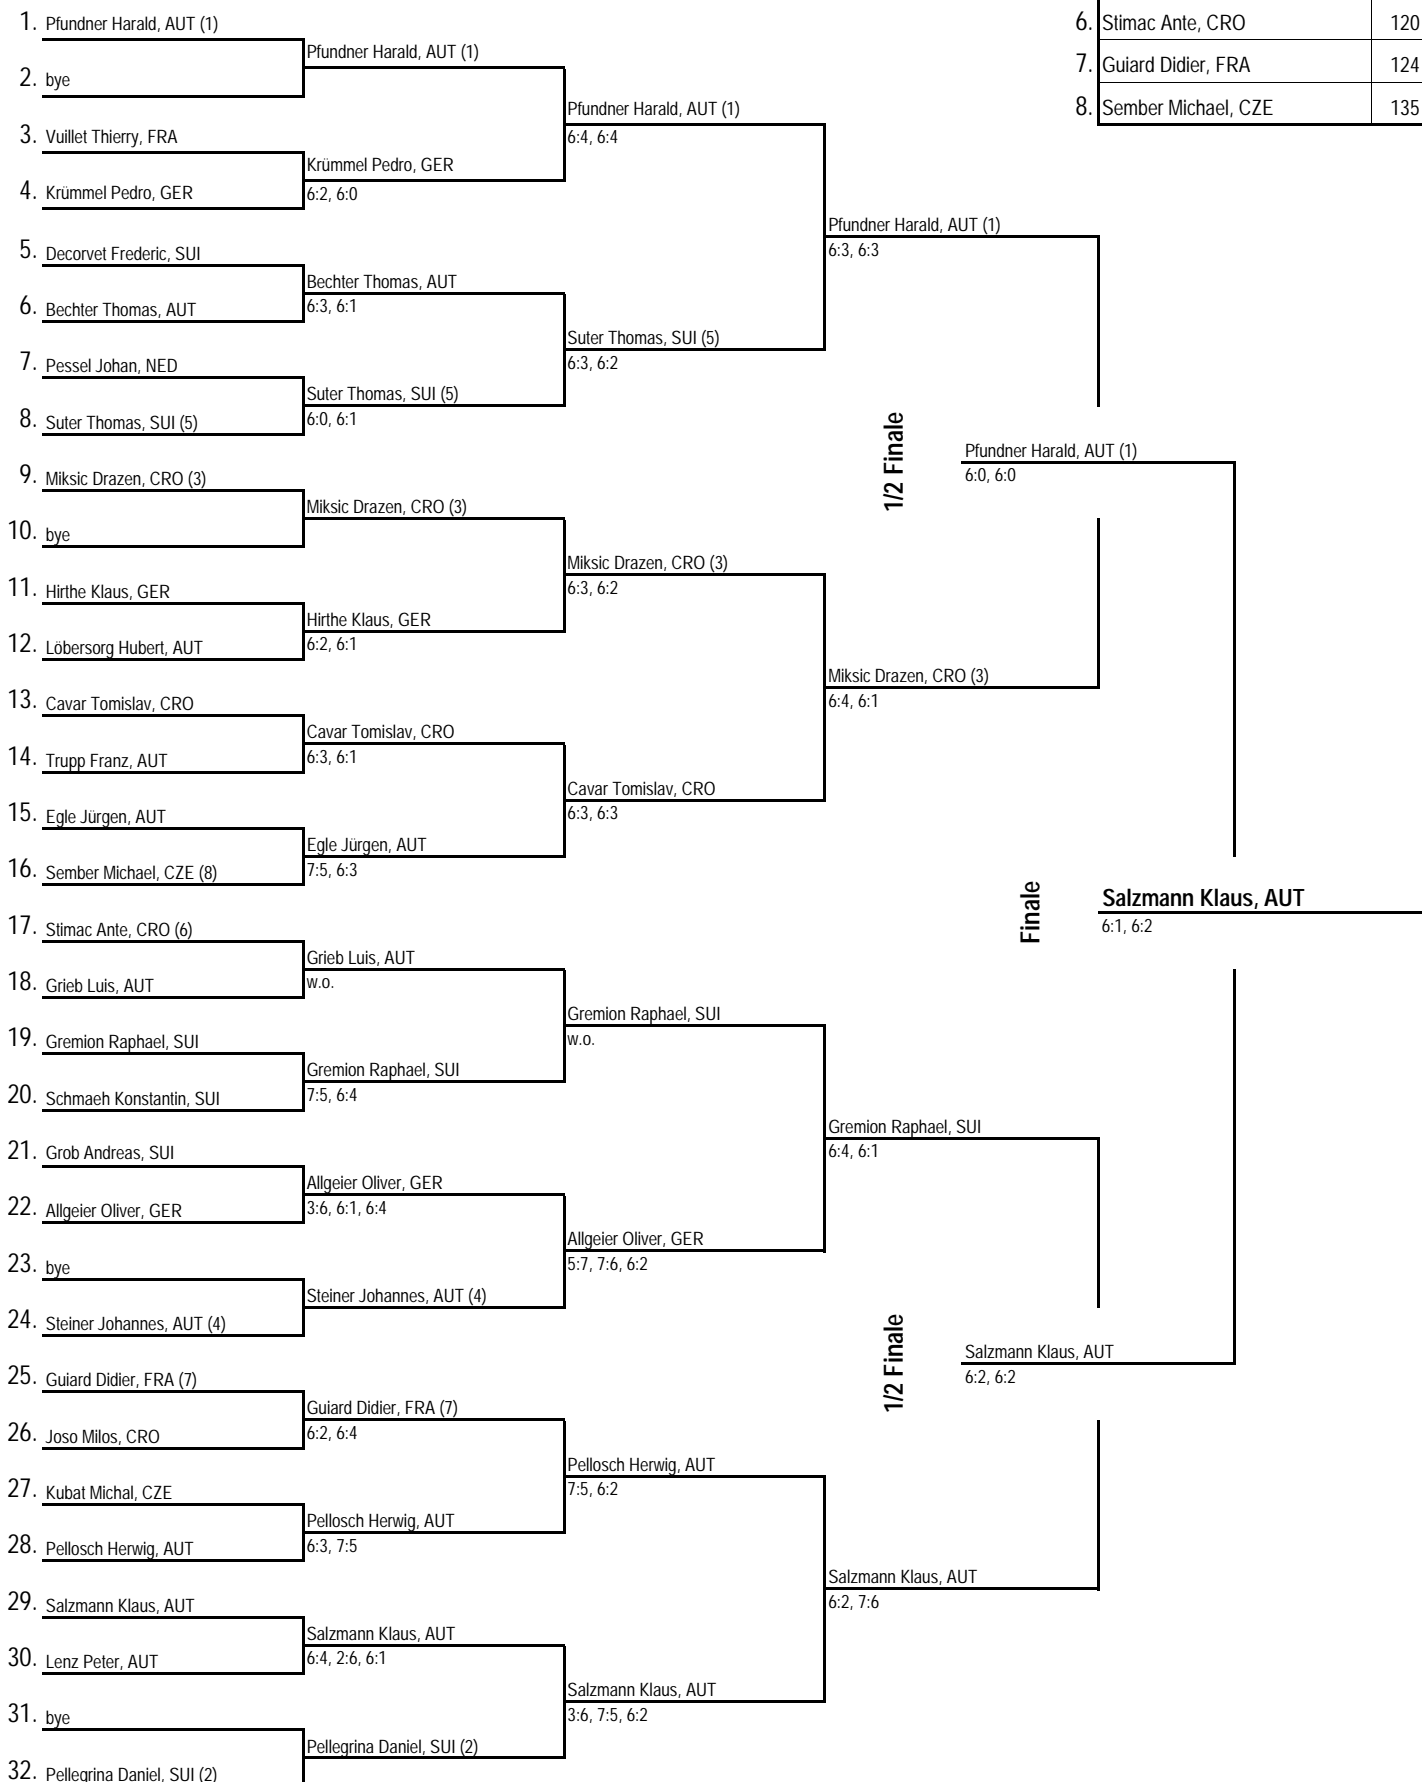 6. Stimac Ante, CRO 120
7. Guiard Didier, FRA 124
8. Sember Michael, CZE 135
1. Pfundner Harald, AUT (1)
2. bye
3. Vuillet Thierry, FRA
4. Krümmel Pedro, GER
5. Decorvet Frederic, SUI
6. Bechter Thomas, AUT
7. Pessel Johan, NED
8. Suter Thomas, SUI (5)
9. Miksic Drazen, CRO (3)
10. bye
11. Hirthe Klaus, GER
12. Löbersorg Hubert, AUT
13. Cavar Tomislav, CRO
14. Trupp Franz, AUT
15. Egle Jürgen, AUT
16. Sember Michael, CZE (8)
17. Stimac Ante, CRO (6)
18. Grieb Luis, AUT
19. Gremion Raphael, SUI
20. Schmaeh Konstantin, SUI
21. Grob Andreas, SUI
22. Allgeier Oliver, GER
23. bye
24. Steiner Johannes, AUT (4)
25. Guiard Didier, FRA (7)
26. Joso Milos, CRO
27. Kubat Michal, CZE
28. Pellosch Herwig, AUT
29. Salzmann Klaus, AUT
30. Lenz Peter, AUT
31. bye
32. Pellegrina Daniel, SUI (2)
Pfundner Harald, AUT (1)
Krümmel Pedro, GER
6:2, 6:0
Bechter Thomas, AUT
6:3, 6:1
Suter Thomas, SUI (5)
6:0, 6:1
Miksic Drazen, CRO (3)
Hirthe Klaus, GER
6:2, 6:1
Cavar Tomislav, CRO
6:3, 6:1
Egle Jürgen, AUT
7:5, 6:3
Grieb Luis, AUT
w.o.
Gremion Raphael, SUI
7:5, 6:4
Allgeier Oliver, GER
3:6, 6:1, 6:4
Steiner Johannes, AUT (4)
Guiard Didier, FRA (7)
6:2, 6:4
Pellosch Herwig, AUT
6:3, 7:5
Salzmann Klaus, AUT
6:4, 2:6, 6:1
Pellegrina Daniel, SUI (2)
Pfundner Harald, AUT (1)
6:4, 6:4
Suter Thomas, SUI (5)
6:3, 6:2
Miksic Drazen, CRO (3)
6:3, 6:2
Cavar Tomislav, CRO
6:3, 6:3
Gremion Raphael, SUI
w.o.
Allgeier Oliver, GER
5:7, 7:6, 6:2
Pellosch Herwig, AUT
7:5, 6:2
Salzmann Klaus, AUT
3:6, 7:5, 6:2
Pfundner Harald, AUT (1)
6:3, 6:3
Miksic Drazen, CRO (3)
6:4, 6:1
Gremion Raphael, SUI
6:4, 6:1
Salzmann Klaus, AUT
6:2, 7:6
1/2 Finale
Pfundner Harald, AUT (1)
6:0, 6:0
1/2 Finale
Salzmann Klaus, AUT
6:2, 6:2
Finale
Salzmann Klaus, AUT
6:1, 6:2